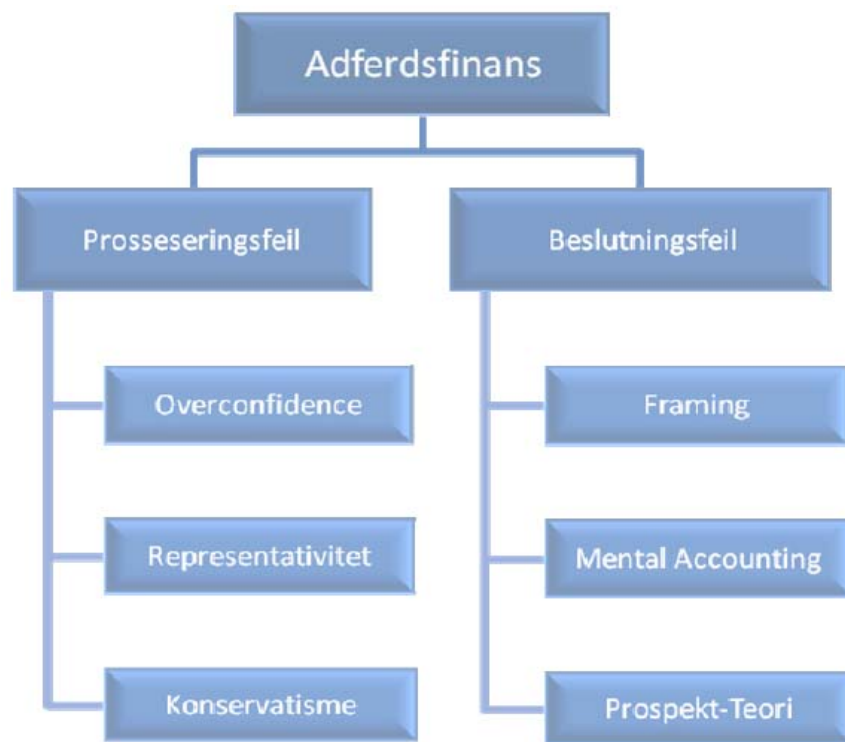 Adferdsfinans
Prosseseringsfeil
Overconfidence
Representativitet
Konservatisme
Beslutningsfeil
Framing
Mental Accounting
Prospekt-Teori